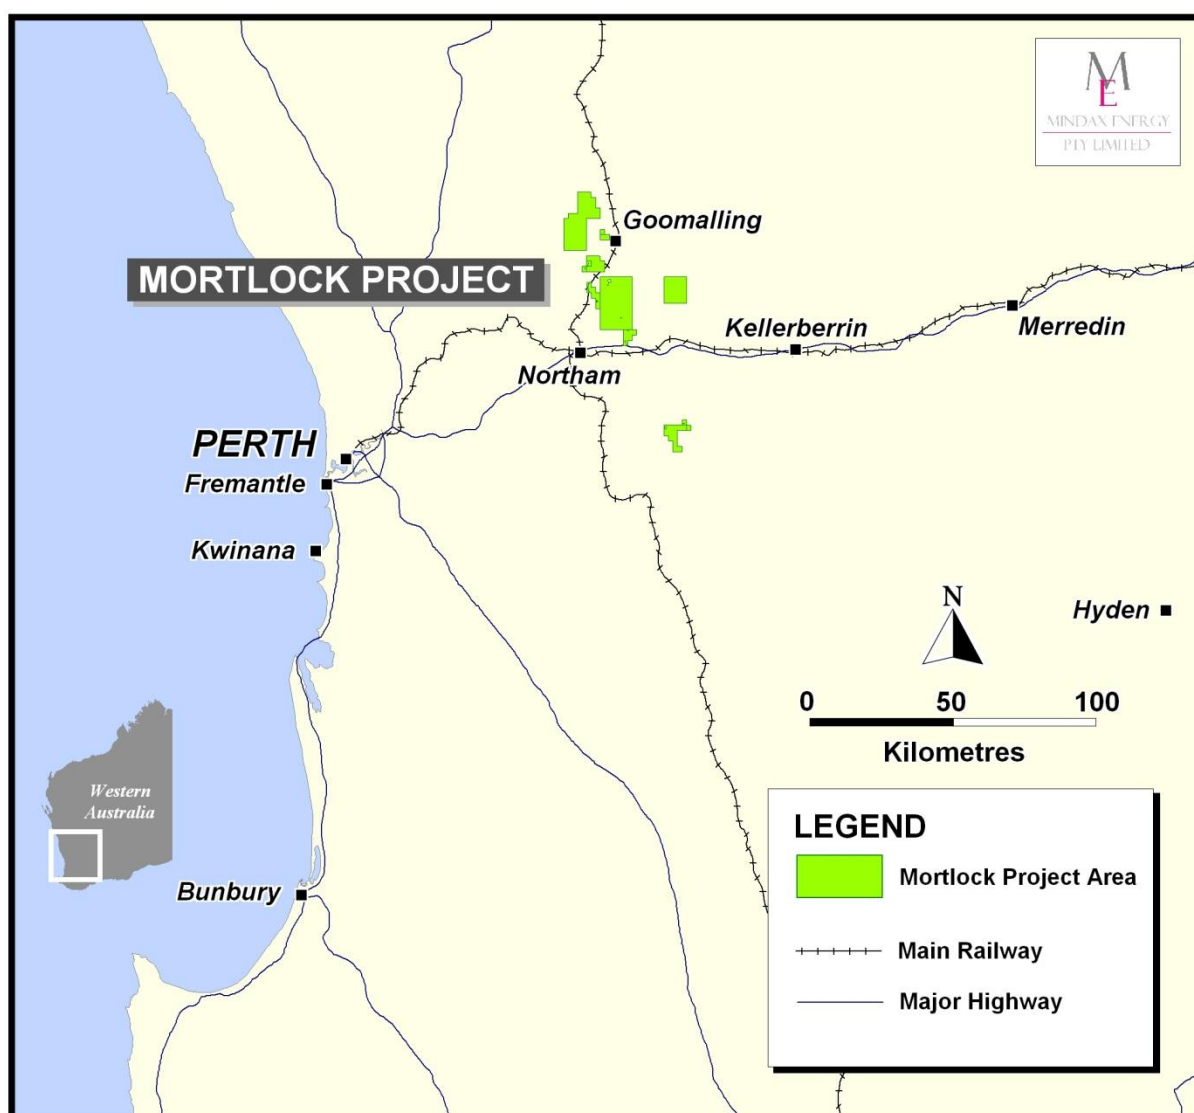 M
E
MINDAX ENERGY
PTY LIMITED
Goomalling
MORTLOCK PROJECT
Kellerberrin
Merredin
Northam
PERTH
Fremantle
Kwinana
N
Hyden
0 50 100
Kilometres
Western
Australia
LEGEND
Mortlock Project Area
Bunbury
Main Railway
Major Highway